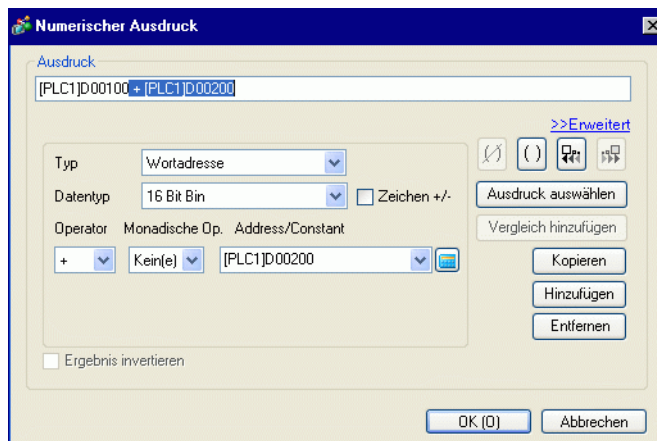 Numerischer Ausdruck
Ausdruck
[PLC1]D00100 + [PLC1]D00200
>>Erweitert
( )
Typ
Wortadresse
Datentyp
16 Bit Bin
Zeichen +/-
Ausdruck auswählen
Operator Monadische Op. Address/Constant
Vergleich hinzufügen
+ Kein(e) [PLC1]D00200
Kopieren
Hinzufügen
Entfernen
Ergebnis invertieren
OK (O) Abbrechen